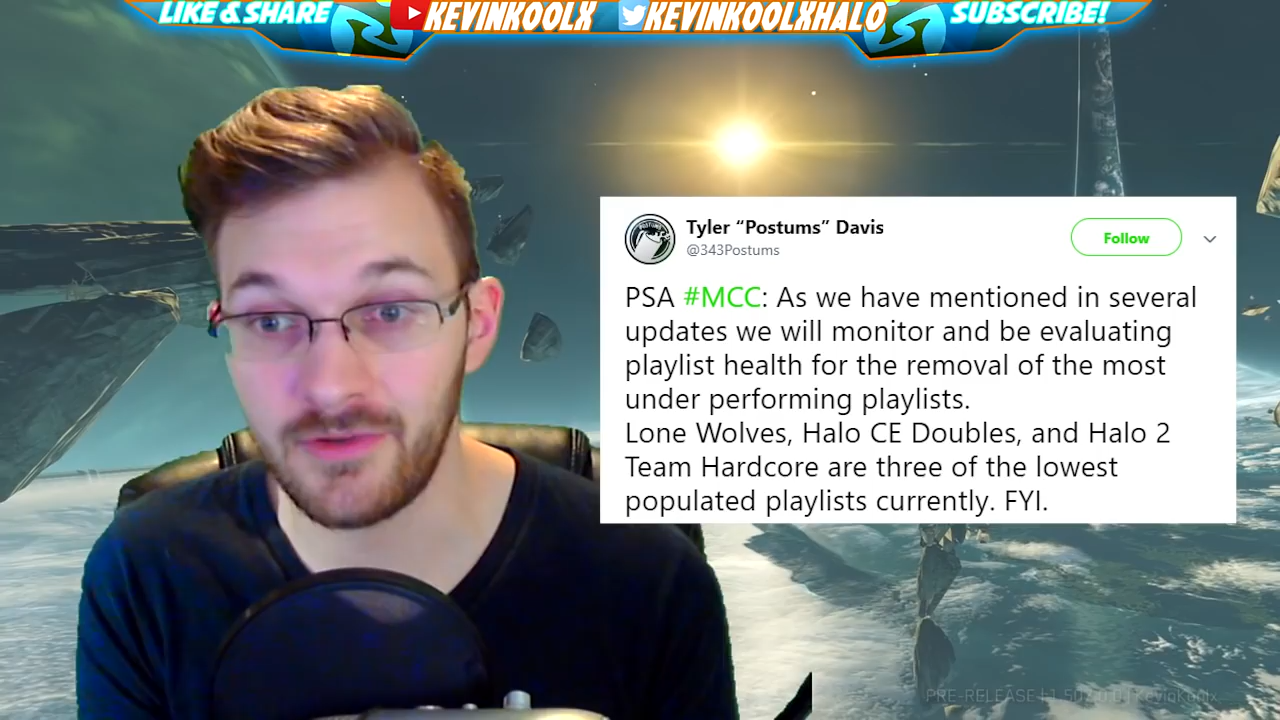 LIKE & SHARE KEVINKOOLX KEVINKOOLXHALO SUBSCRIBE!
Tyler “Postums” Davis
@343Postums
Follow
PSA #MCC: As we have mentioned in several
updates we will monitor and be evaluating
playlist health for the removal of the most
under performing playlists.
Lone Wolves, Halo CE Doubles, and Halo 2
Team Hardcore are three of the lowest
populated playlists currently. FYI.
PRE-RELEASE